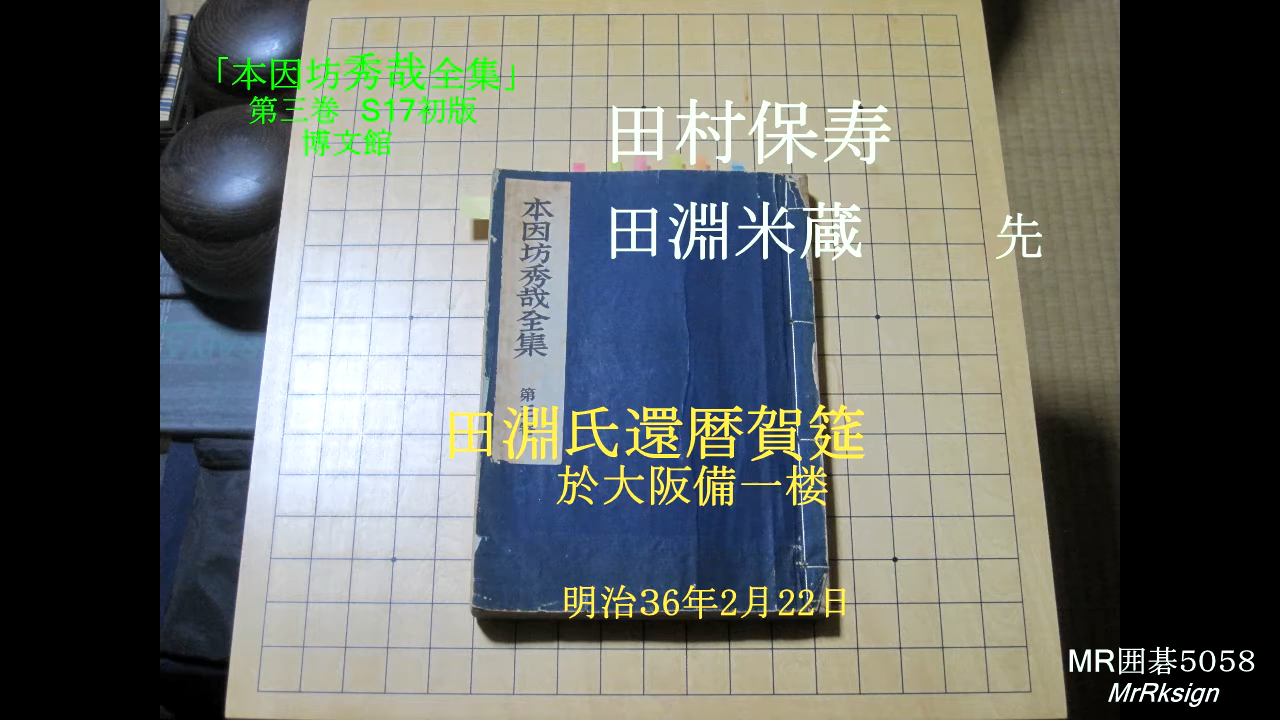 「本因坊秀哉全集」
第三巻 S17初版
博文館
田村保寿
田淵米蔵 先
本因坊秀哉全集
第
田淵氏還暦賀筵
於大阪備一楼
明治36年2月22日
MR囲碁5058
MrRksign